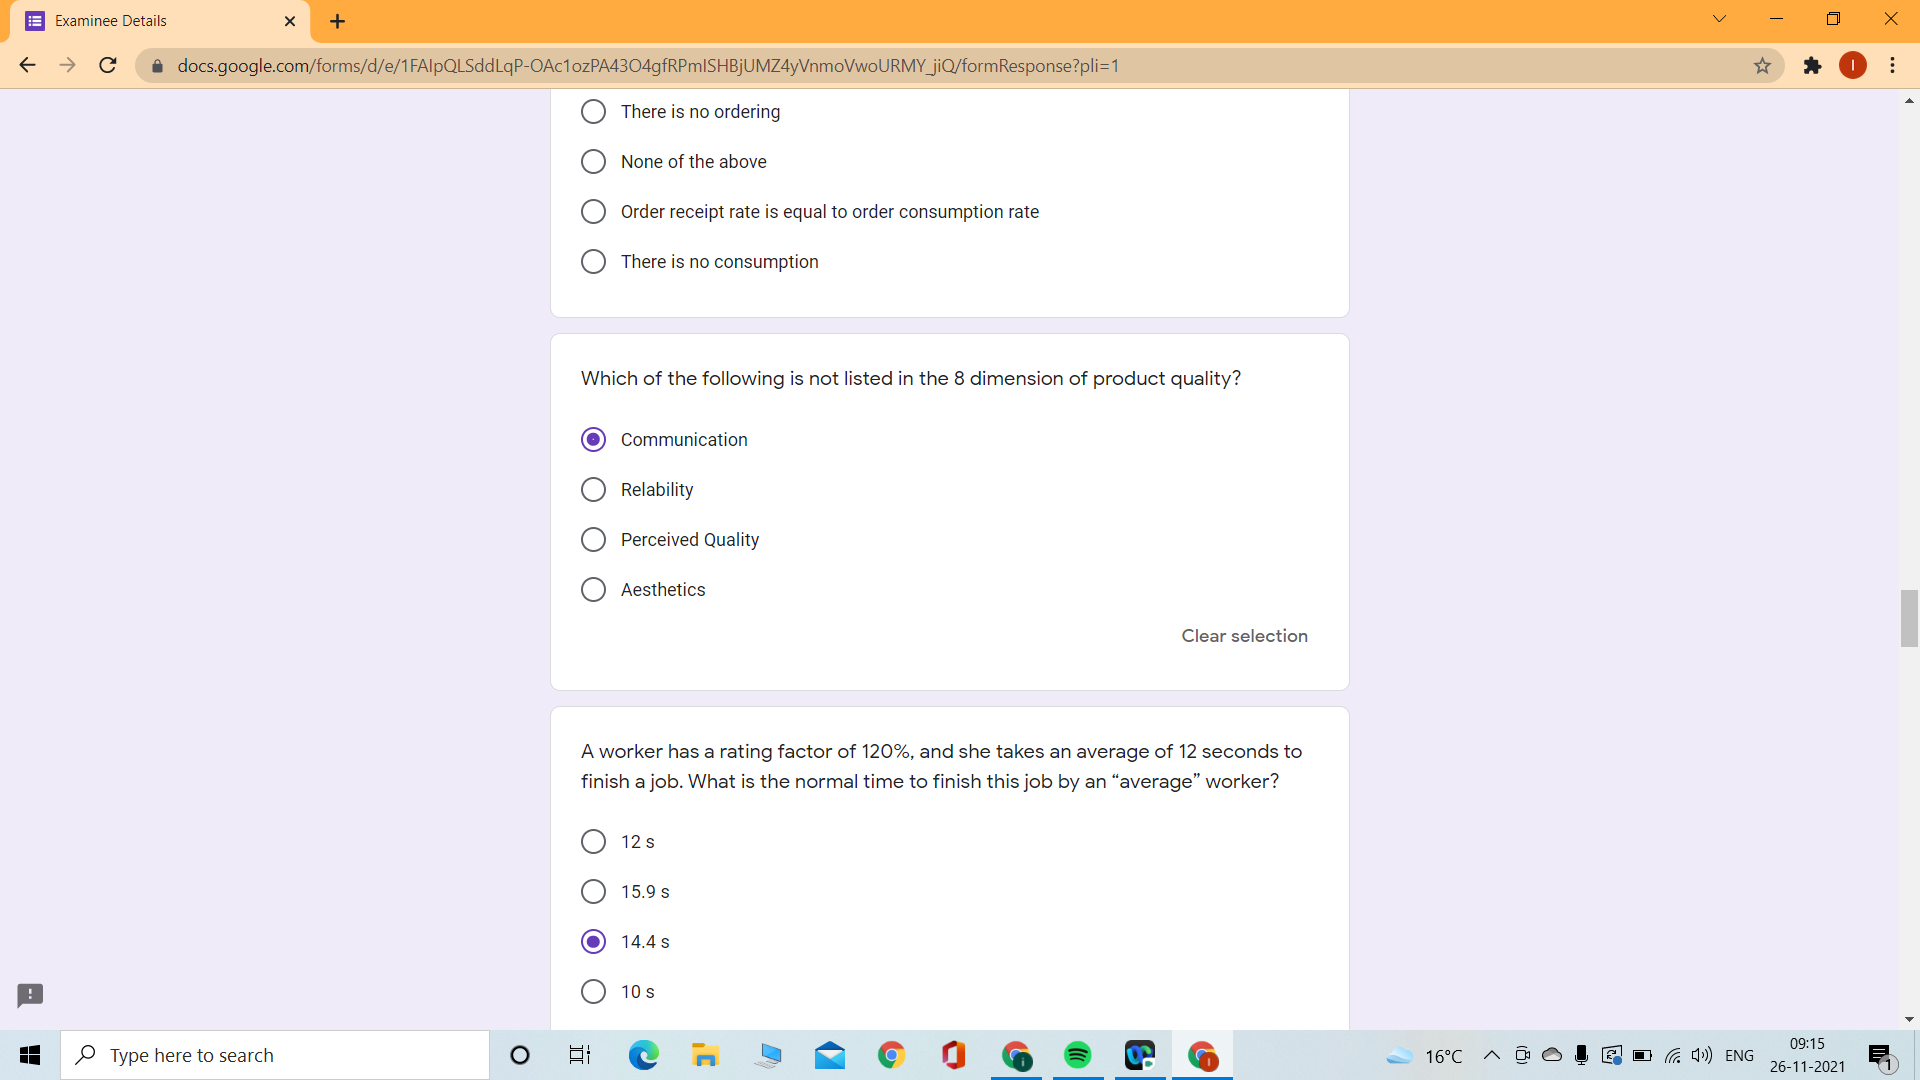 Examinee Details
docs.google.com/forms/d/e/1FAIpQLSddLqP-OAc1ozPA43O4gfRPmISHBjUMZ4yVnmoVwoURMY_jiQ/formResponse?pli=1
I
There is no ordering
None of the above
Order receipt rate is equal to order consumption rate
There is no consumption
Which of the following is not listed in the 8 dimension of product quality?
Communication
Relability
Perceived Quality
Aesthetics
Clear selection
A worker has a rating factor of 120%, and she takes an average of 12 seconds to
finish a job. What is the normal time to finish this job by an “average” worker?
12 s
15.9 s
14.4 s
10 s
Type here to search
16°C
ENG
09:15
26-11-2021
1